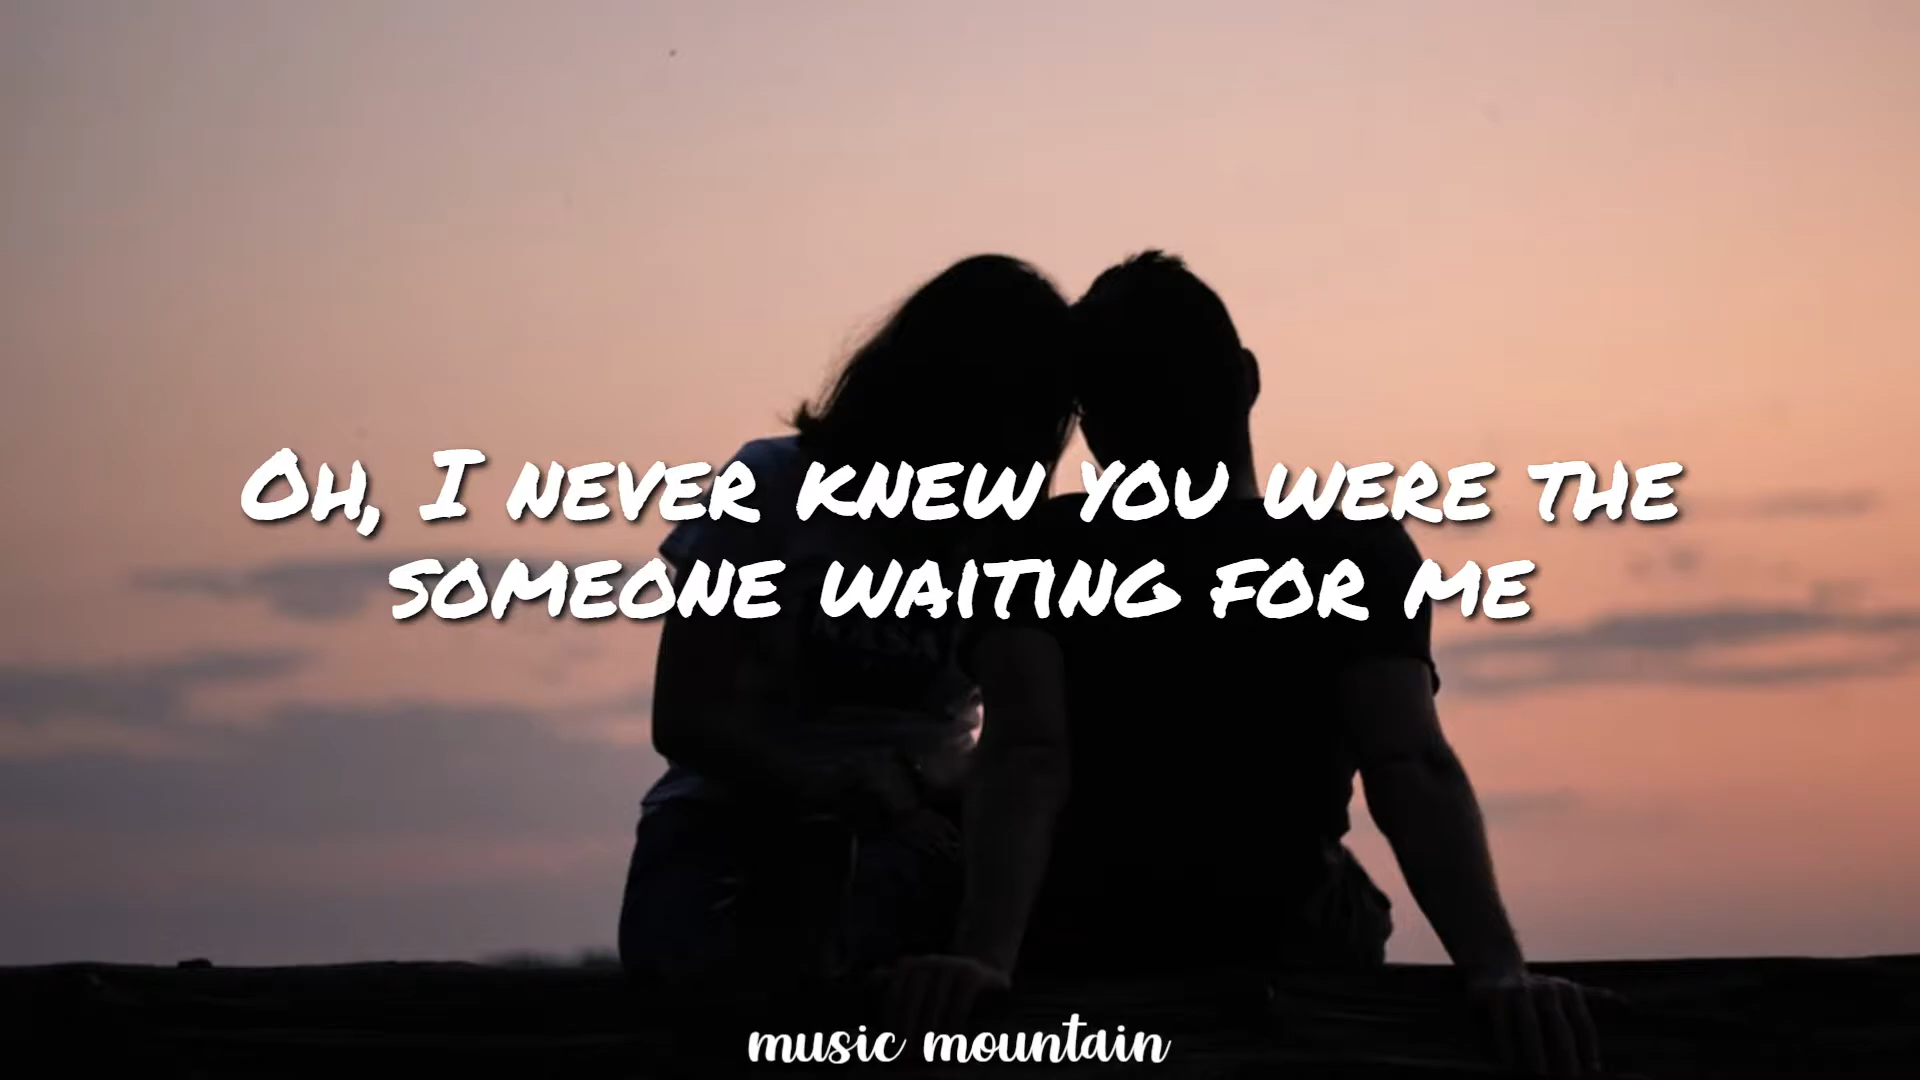 Oh, I never knew you were the
someone waiting for me
music mountain